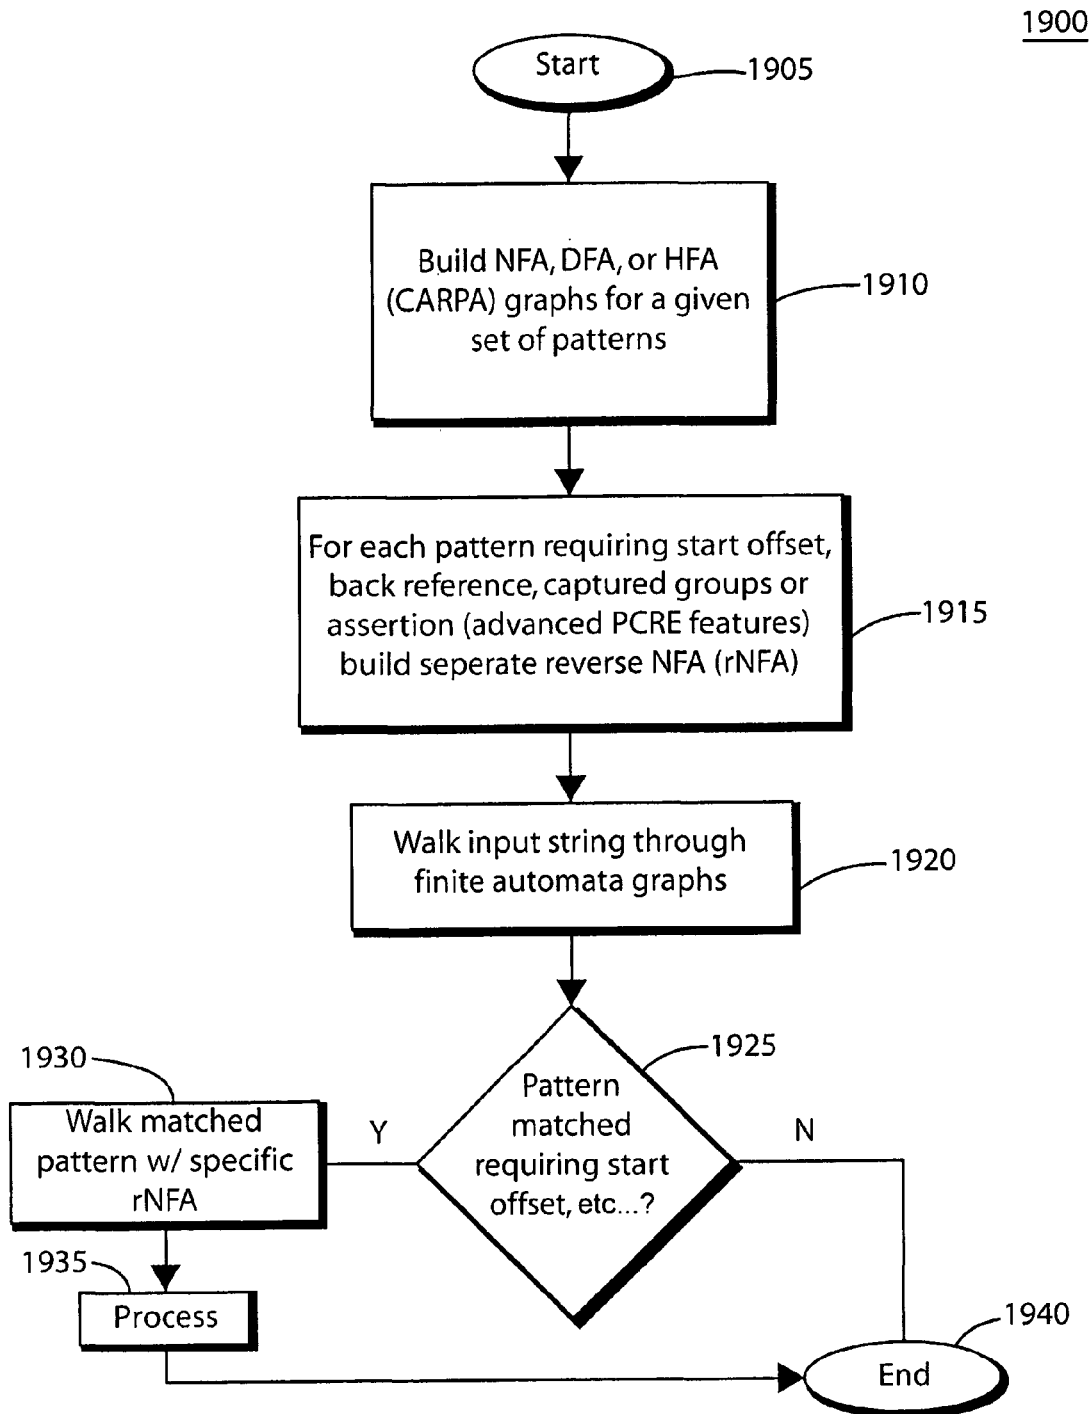 1900
Start
1905
Build NFA, DFA, or HFA
(CARPA) graphs for a given
set of patterns
1910
For each pattern requiring start offset,
back reference, captured groups or
assertion (advanced PCRE features)
build seperate reverse NFA (rNFA)
1915
Walk input string through
finite automata graphs
1920
1925
Pattern
matched
requiring start
offset, etc...?
Y
N
1930
Walk matched
pattern w/ specific
rNFA
1935
Process
1940
End